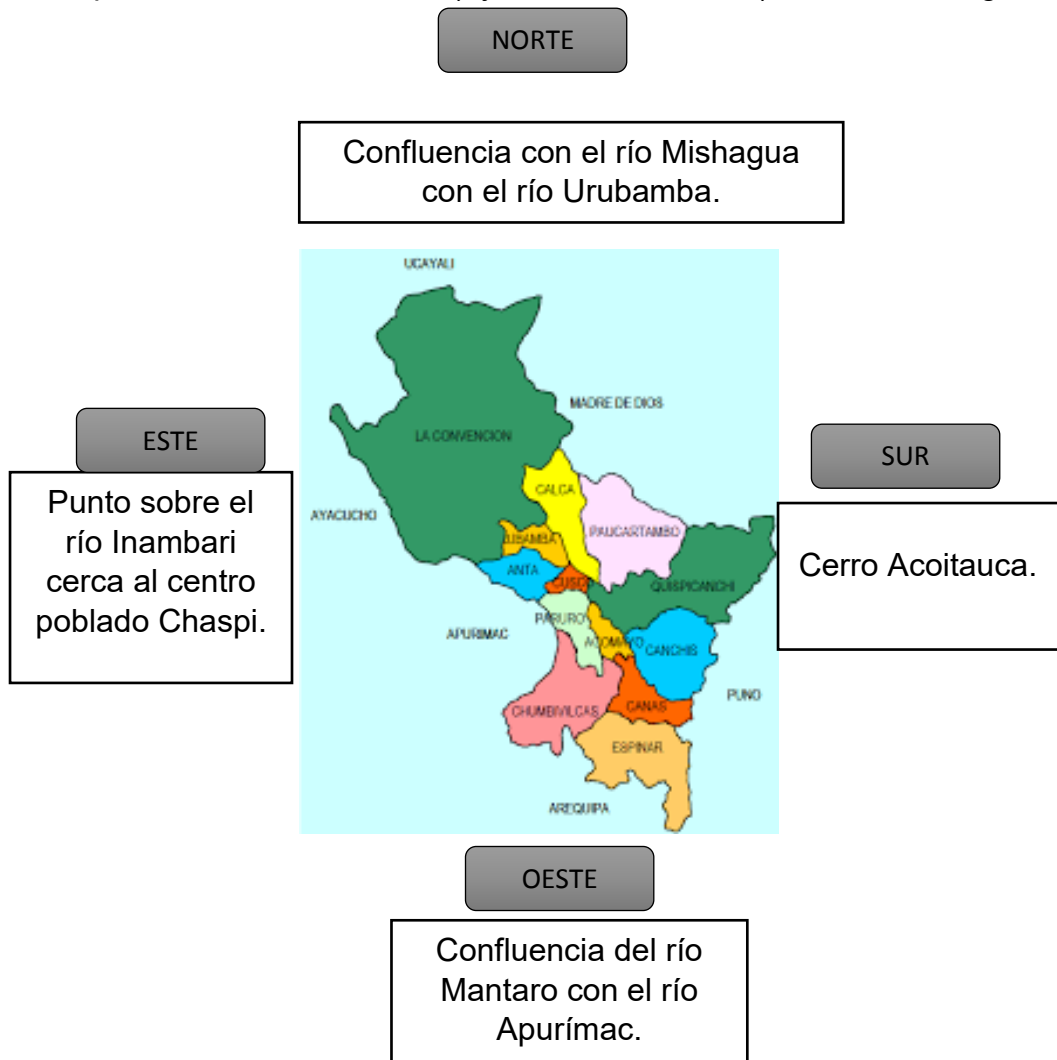 NORTE
Confluencia con el río Mishagua
con el río Urubamba.
UCAYALI
MADRE DE DIOS
LA CONVENCION
CALCA
AYACUCHO
PAUCARTAMBO
UBAMBA
ANTA
CUSCO
QUISPICANCHI
PARURO
APURIMAC
ACOMAYO
CANCHIS
PUNO
CHUMBIVILCAS
CANAS
ESPINAR
AREQUIPA
ESTE
Punto sobre el
río Inambari
cerca al centro
poblado Chaspi.
SUR
Cerro Acoitauca.
OESTE
Confluencia del río
Mantaro con el río
Apurímac.